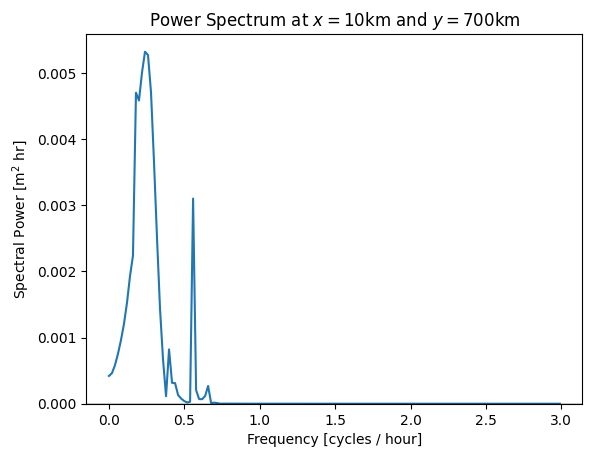 Power Spectrum at x = 10km and y = 700km
Spectral Power [m² hr]
0.005
0.004
0.003
0.002
0.001
0.000
0.0 0.5 1.0 1.5 2.0 2.5 3.0
Frequency [cycles / hour]